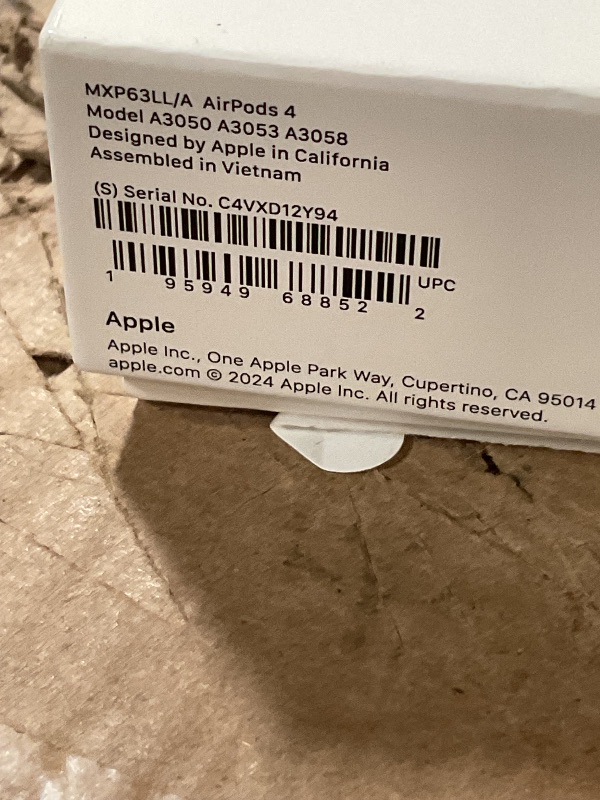 MXP63LL/A AirPods 4
Model A3050 A3053 A3058
Designed by Apple in California
Assembled in Vietnam
(S) Serial No. C4VXD12Y94
UPC
1 95949 68852 2
Apple
Apple Inc., One Apple Park Way, Cupertino, CA 95014
apple.com © 2024 Apple Inc. All rights reserved.